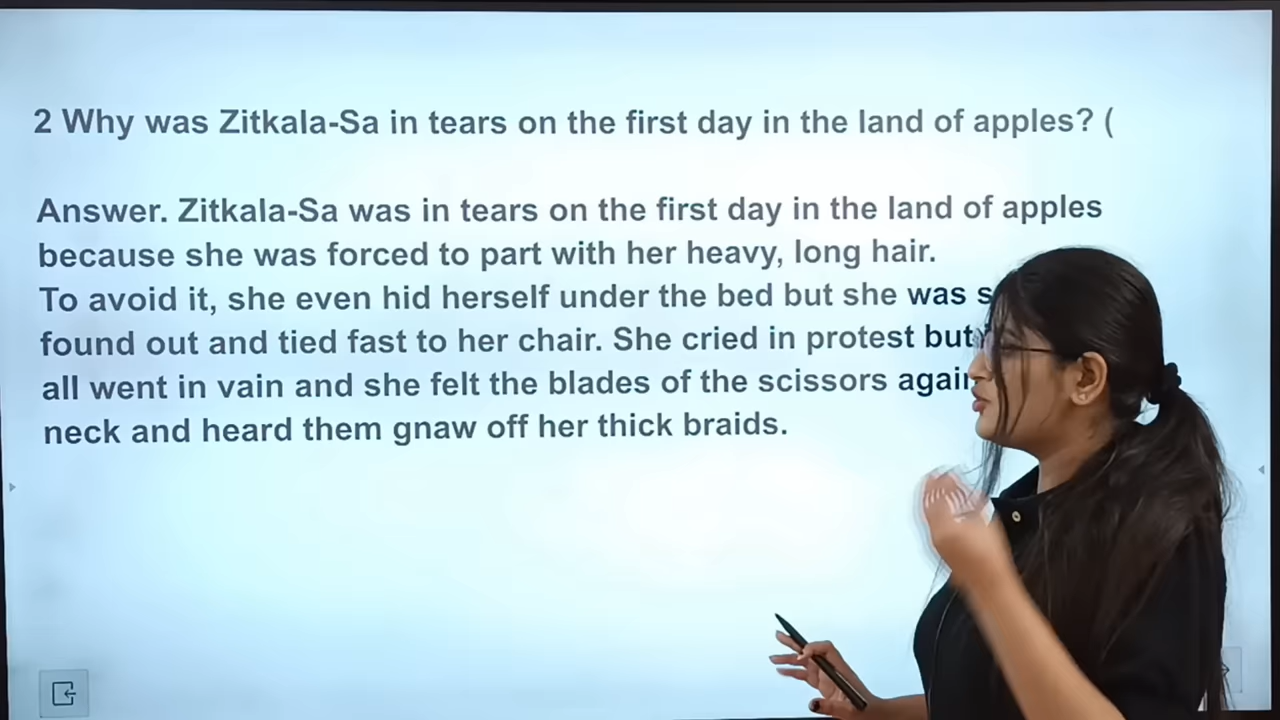 2 Why was Zitkala-Sa in tears on the first day in the land of apples? (
Answer. Zitkala-Sa was in tears on the first day in the land of apples
because she was forced to part with her heavy, long hair.
To avoid it, she even hid herself under the bed but she was
found out and tied fast to her chair. She cried in protest but
all went in vain and she felt the blades of the scissors
neck and heard them gnaw off her thick braids.